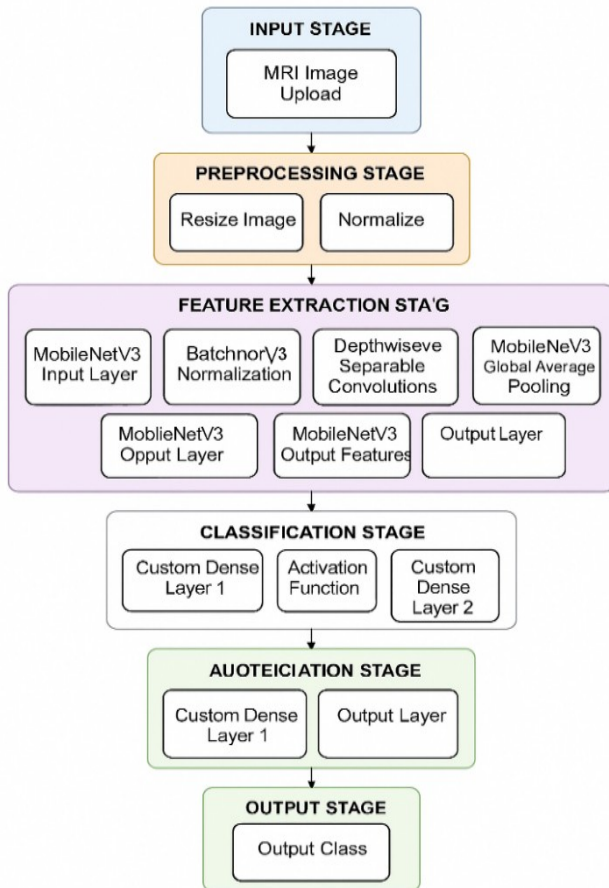 INPUT STAGE
MRI Image
Upload
PREPROCESSING STAGE
Resize Image
Normalize
FEATURE EXTRACTION STA'G
MobileNetV3
Input Layer
BatchnorV3
Normalization
Depthwiseve
Separable
Convolutions
MobileNeV3
Global Average
Pooling
MoblieNetV3
Opput Layer
MobileNetV3
Output Features
Output Layer
CLASSIFICATION STAGE
Custom Dense
Layer 1
Activation
Function
Custom
Dense
Layer 2
AUOTEICIATION STAGE
Custom Dense
Layer 1
Output Layer
OUTPUT STAGE
Output Class